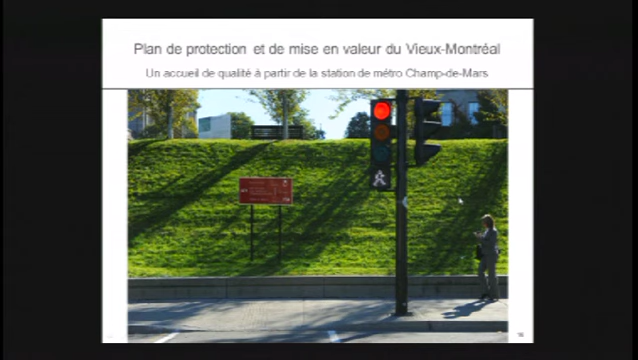 Plan de protection et de mise en valeur du Vieux-Montréal
Un accueil de qualité à partir de la station de métro Champ-de-Mars
16